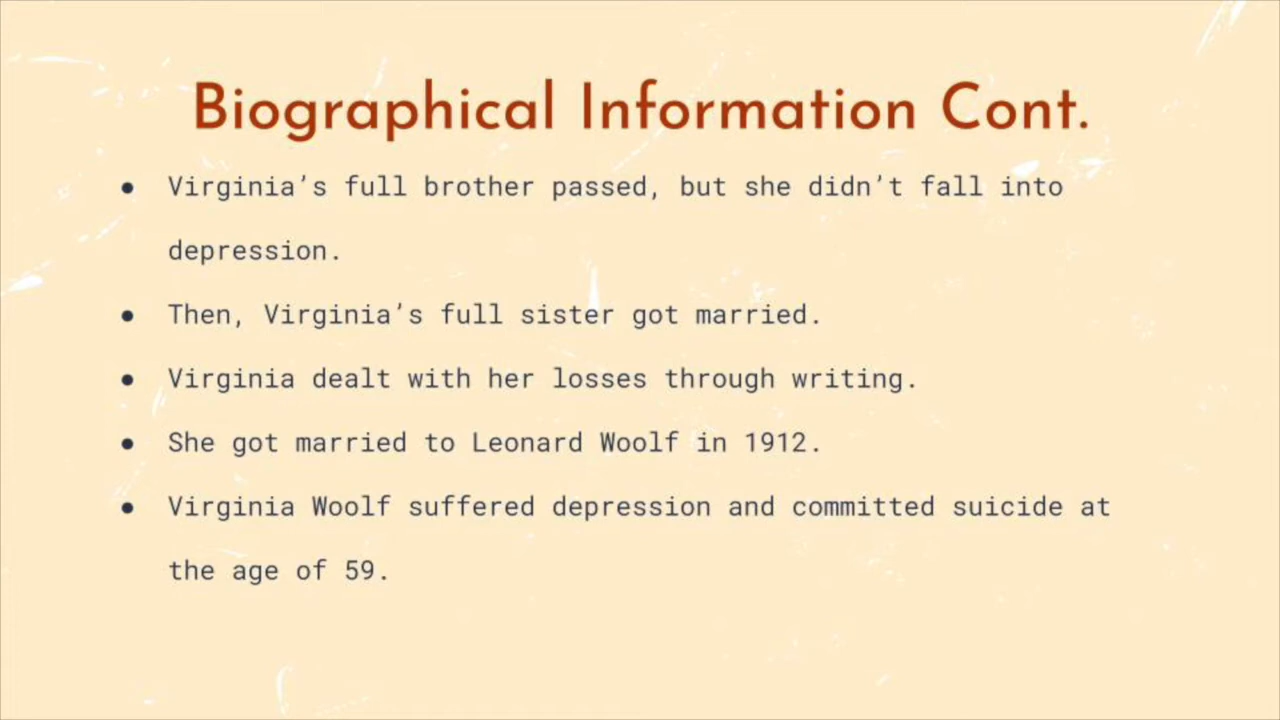 Biographical Information Cont.
● Virginia’s full brother passed, but she didn’t fall into
depression.
● Then, Virginia’s full sister got married.
● Virginia dealt with her losses through writing.
● She got married to Leonard Woolf in 1912.
● Virginia Woolf suffered depression and committed suicide at
the age of 59.